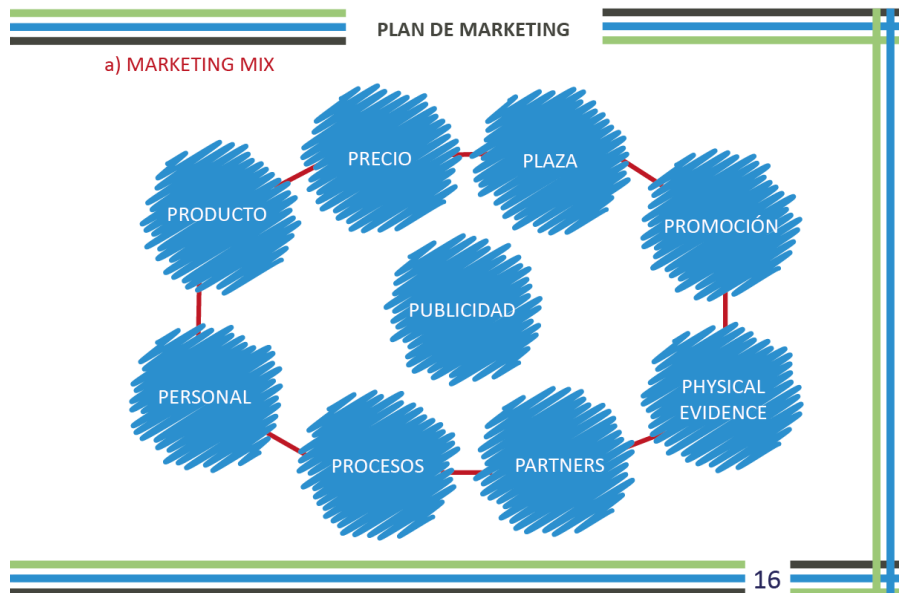 PLAN DE MARKETING
a) MARKETING MIX
PRECIO
PLAZA
PRODUCTO
PROMOCIÓN
PUBLICIDAD
PERSONAL
PHYSICAL
EVIDENCE
PROCESOS
PARTNERS
16